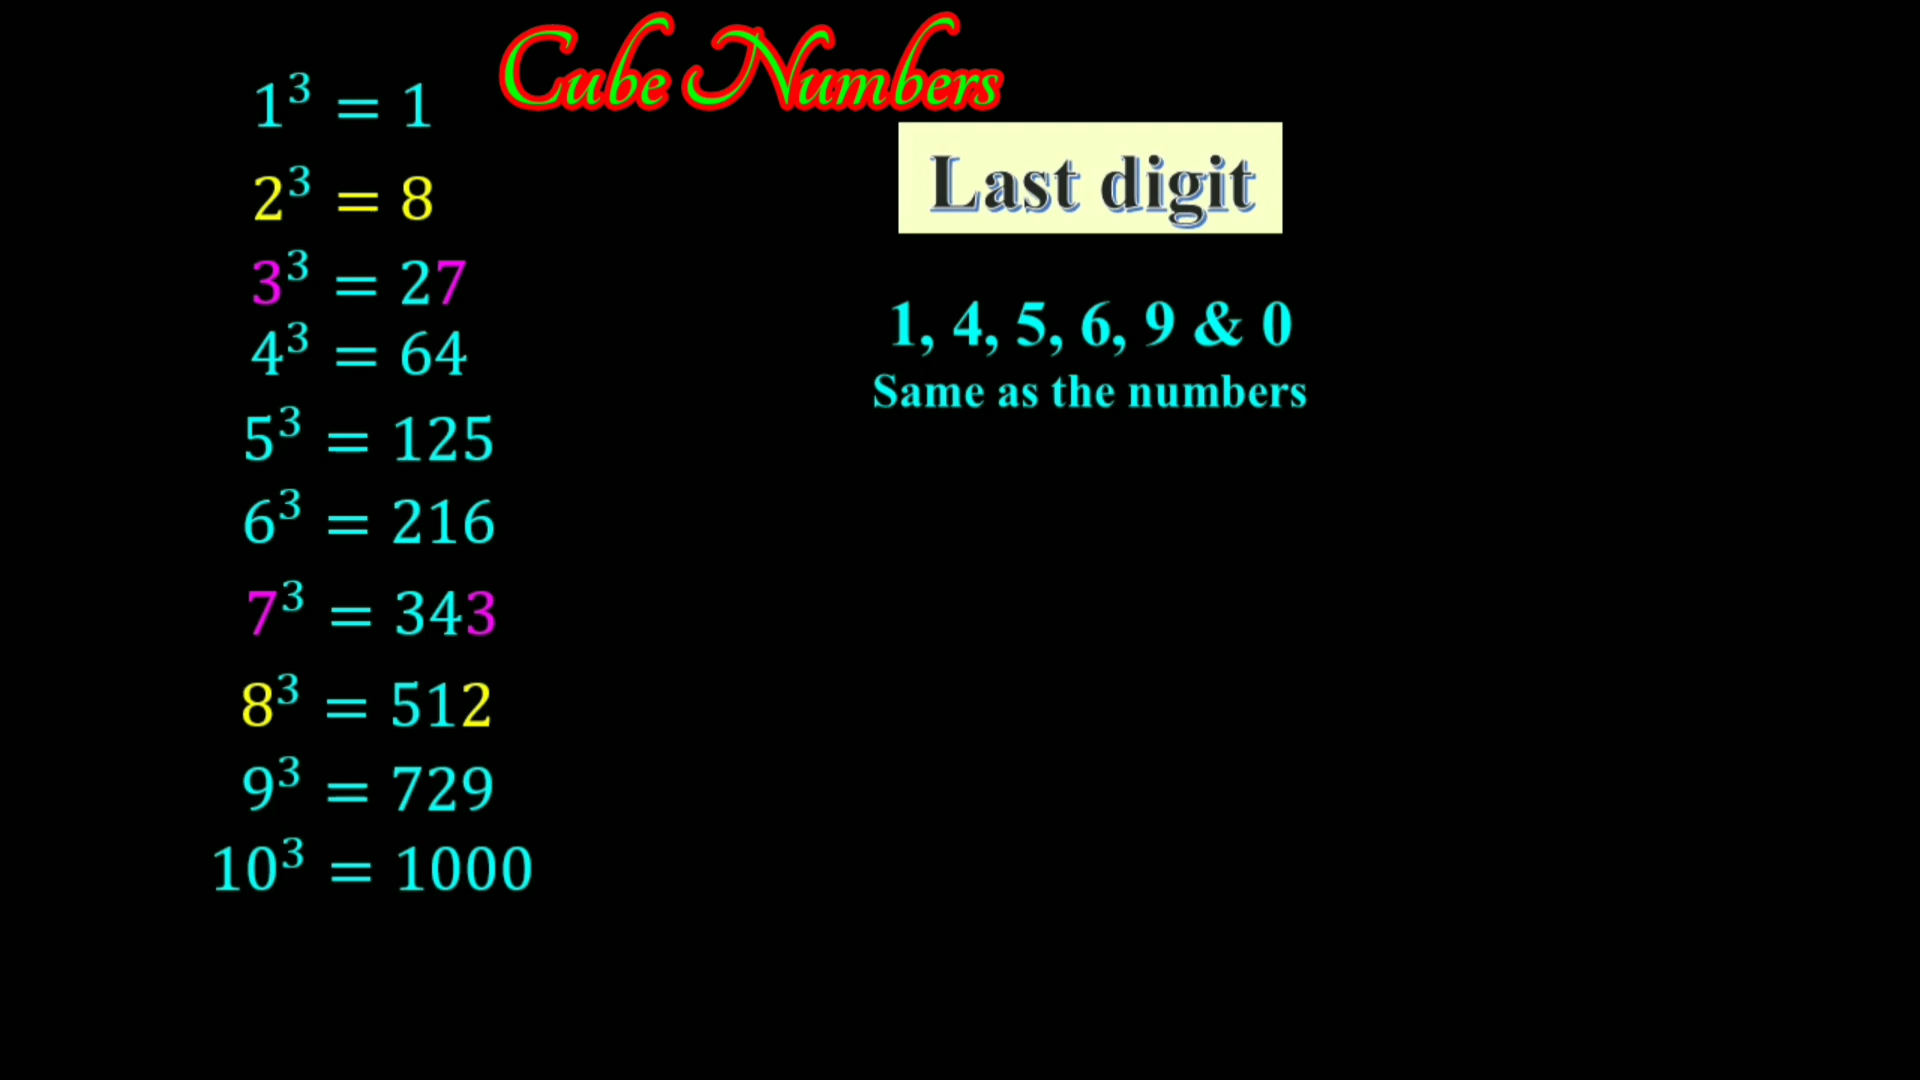 Cube Numbers
1³ = 1
2³ = 8
3³ = 27
4³ = 64
5³ = 125
6³ = 216
7³ = 343
8³ = 512
9³ = 729
10³ = 1000
Last digit
1, 4, 5, 6, 9 & 0
Same as the numbers